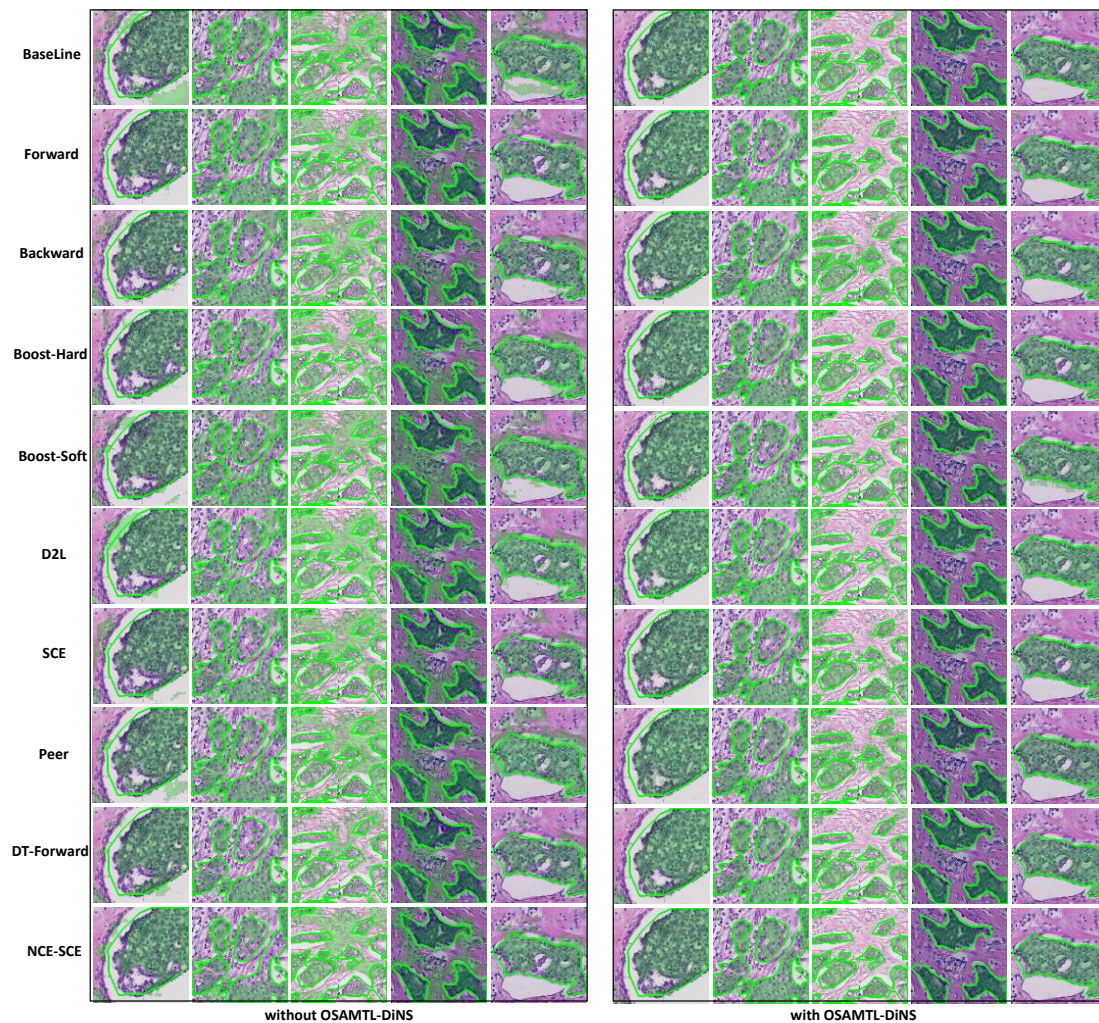 BaseLine
Forward
Backward
Boost-Hard
Boost-Soft
D2L
SCE
Peer
DT-Forward
NCE-SCE
without OSAMTL-DiNS
with OSAMTL-DiNS